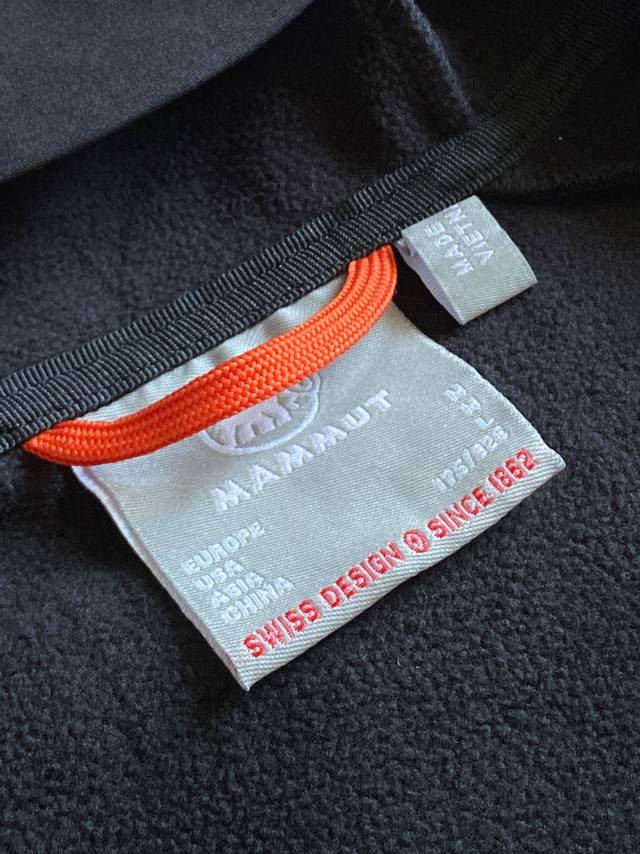 MADE
VIETN
MAMMUT
EUROPE M
USA M
ASIA L
CHINA 175/92B
SWISS DESIGN SINCE 1862